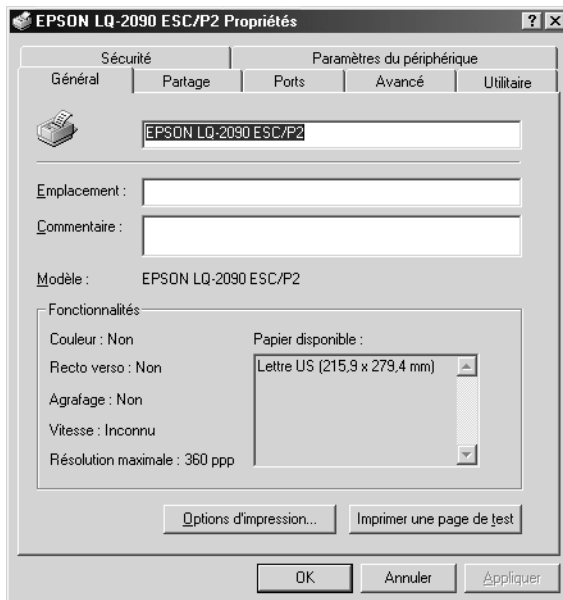 EPSON LQ-2090 ESC/P2 Propriétés
Sécurité Paramètres du périphérique
Général Partage Ports Avancé Utilitaire
EPSON LQ-2090 ESC/P2
Emplacement :
Commentaire :
Modèle : EPSON LQ-2090 ESC/P2
Fonctionnalités
Couleur : Non Papier disponible :
Recto verso : Non Lettre US (215,9 x 279,4 mm)
Agrafage : Non
Vitesse : Inconnu
Résolution maximale : 360 ppp
Options d'impression... Imprimer une page de test
OK Annuler Appliquer